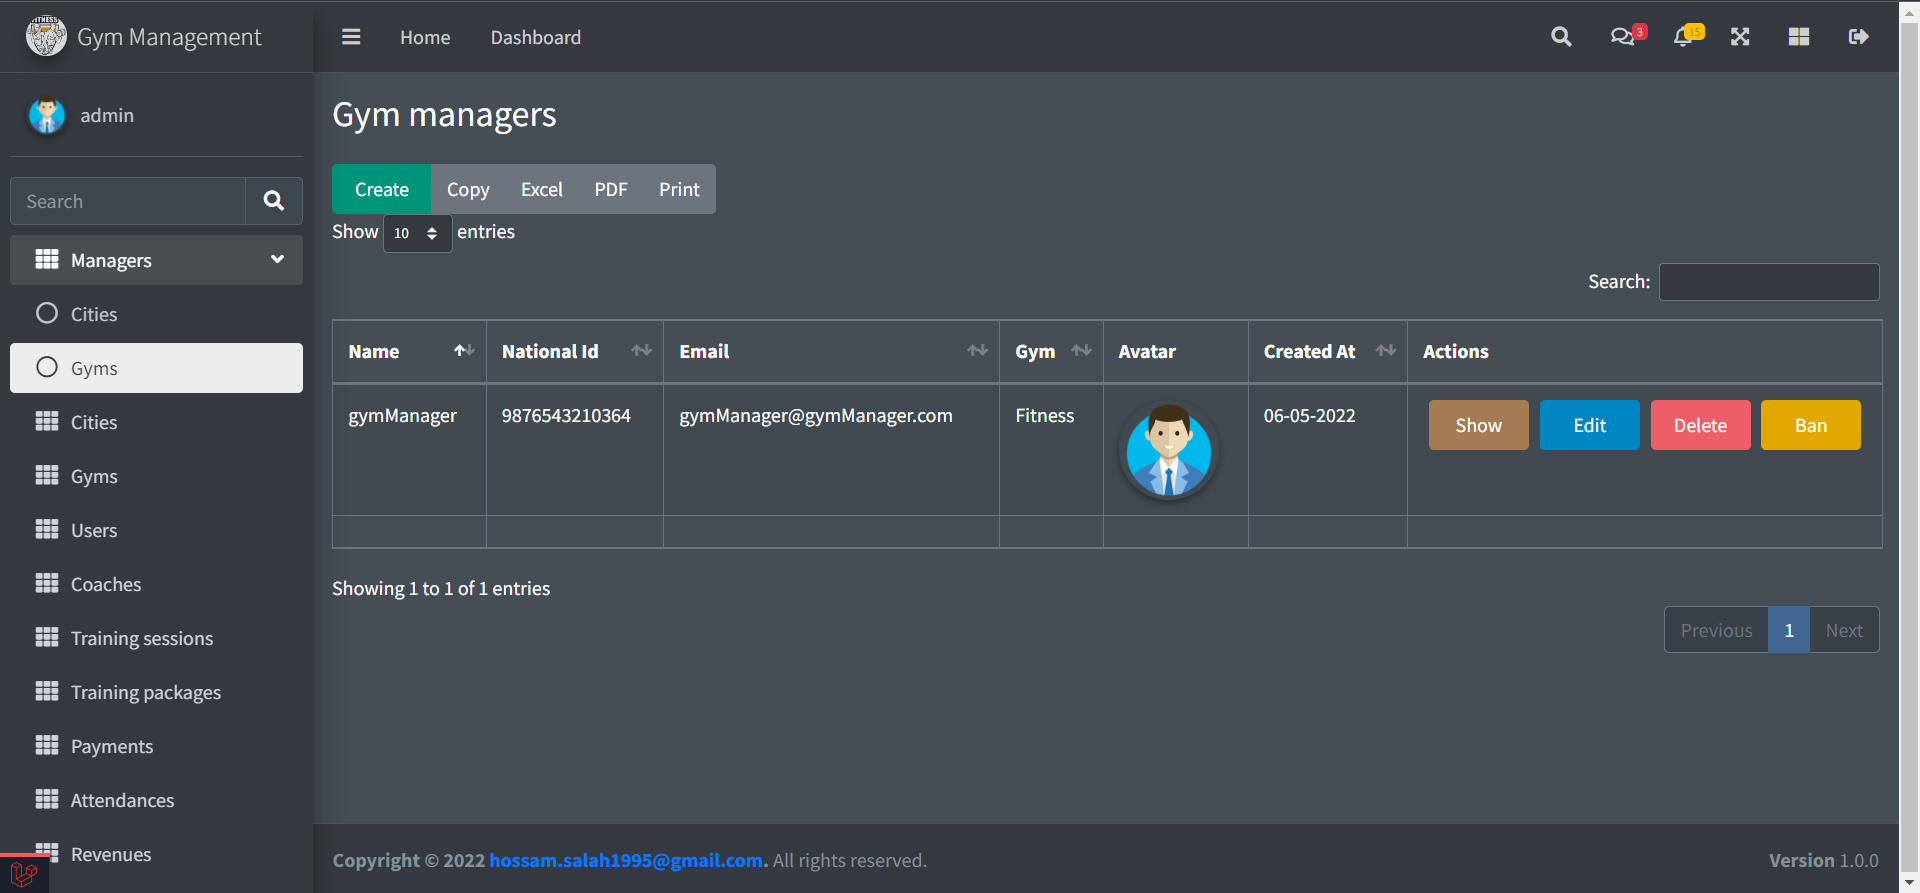 FITNESS
Gym Management
Home Dashboard
3
15
admin
Search
Managers
Cities
Gyms
Cities
Gyms
Users
Coaches
Training sessions
Training packages
Payments
Attendances
Revenues
Gym managers
Create Copy Excel PDF Print
Show 10 entries
Search:
Name National Id Email Gym Avatar Created At Actions
gymManager 9876543210364 gymManager@gymManager.com Fitness 06-05-2022 Show Edit Delete Ban
Showing 1 to 1 of 1 entries
Previous 1 Next
Copyright © 2022 hossam.salah1995@gmail.com. All rights reserved.
Version 1.0.0